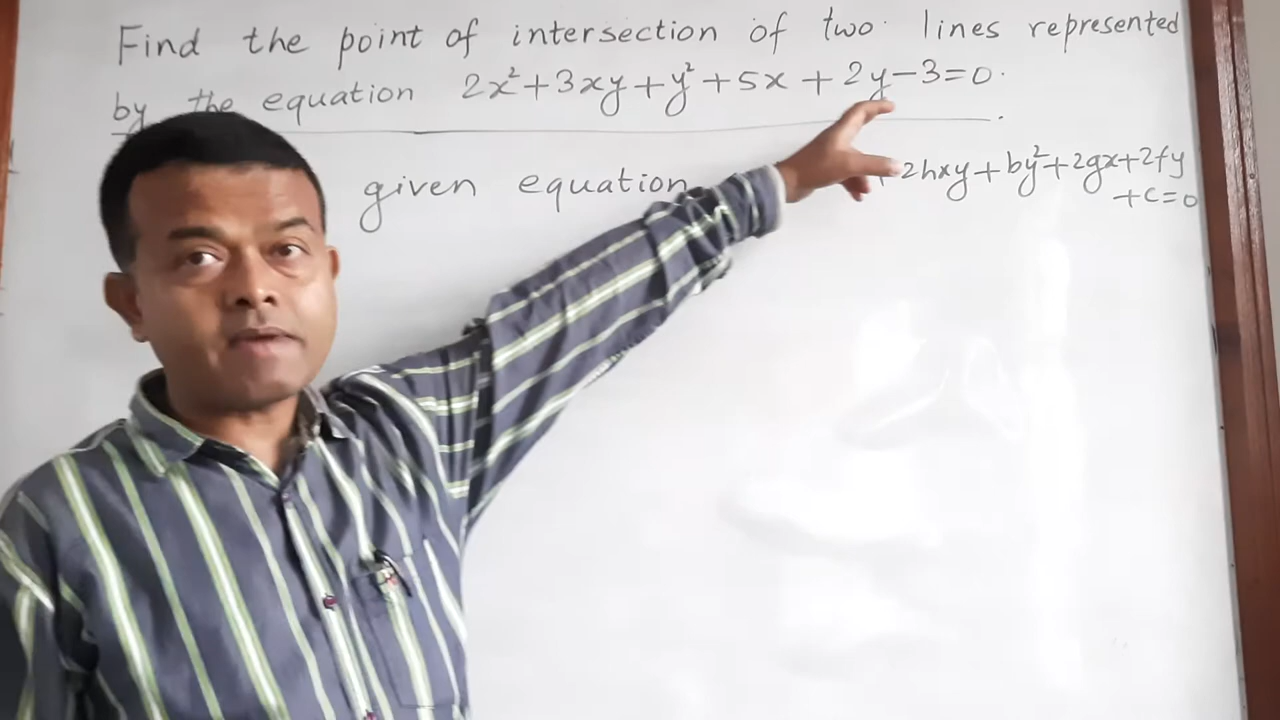 Find the point of intersection of two lines represented
by the equation 2x²+3xy+y²+5x+2y-3=0.
given equation +2hxy+by²+2gx+2fy
+c=0